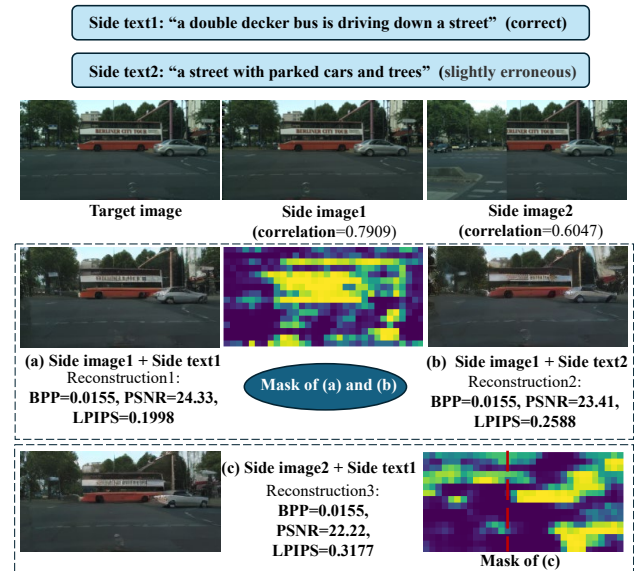 Side text1: “a double decker bus is driving down a street” (correct)
Side text2: “a street with parked cars and trees” (slightly erroneous)
BERLINER CITY TOUR
BERLINER CITY TOUR
CITY TOUR
Target image
Side image1
(correlation=0.7909)
Side image2
(correlation=0.6047)
(a) Side image1 + Side text1
Reconstruction1:
BPP=0.0155, PSNR=24.33,
LPIPS=0.1998
Mask of (a) and (b)
(b) Side image1 + Side text2
Reconstruction2:
BPP=0.0155, PSNR=23.41,
LPIPS=0.2588
(c) Side image2 + Side text1
Reconstruction3:
BPP=0.0155,
PSNR=22.22,
LPIPS=0.3177
Mask of (c)